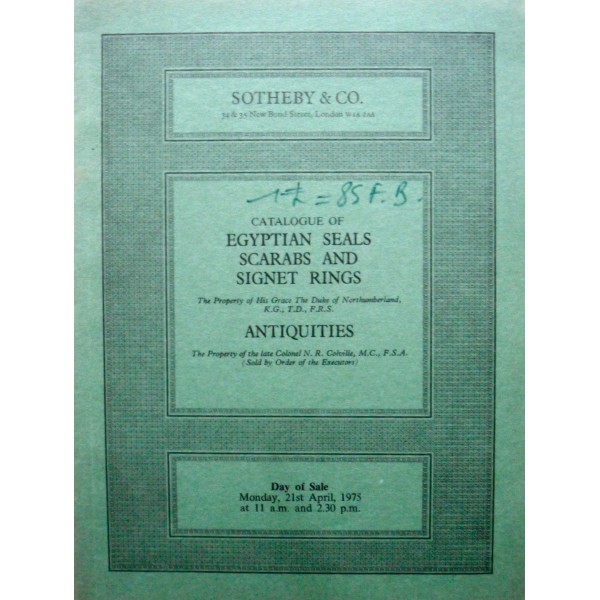 SOTHEBY & CO.
34 & 35 New Bond Street, London W1A 2AA
1£ = 85 F.B.
CATALOGUE OF
EGYPTIAN SEALS
SCARABS AND
SIGNET RINGS
The Property of His Grace The Duke of Northumberland,
K.G., T.D., F.R.S.
ANTIQUITIES
The Property of the late Colonel N. R. Colville, M.C., F.S.A.
(Sold by Order of the Executors)
Day of Sale
Monday, 21st April, 1975
at 11 a.m. and 2.30 p.m.